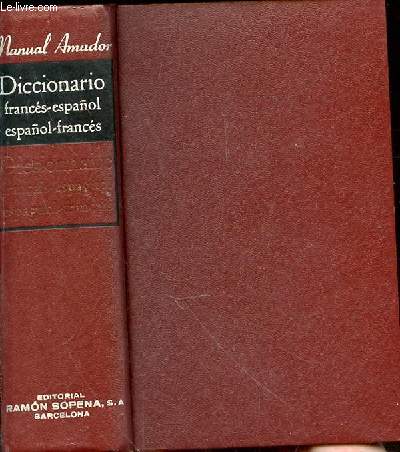 Manual Amador
Diccionario
francés-español
español-francés
EDITORIAL
RAMÓN SOPENA, S.A
BARCELONA
le-livre.com